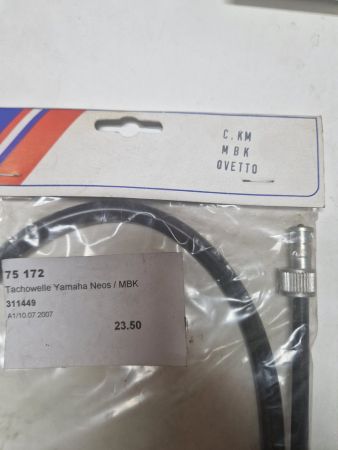 C.KM
MBK
OVETTO
75 172
Tachowelle Yamaha Neos / MBK
311449
A1/10.07.2007
23.50